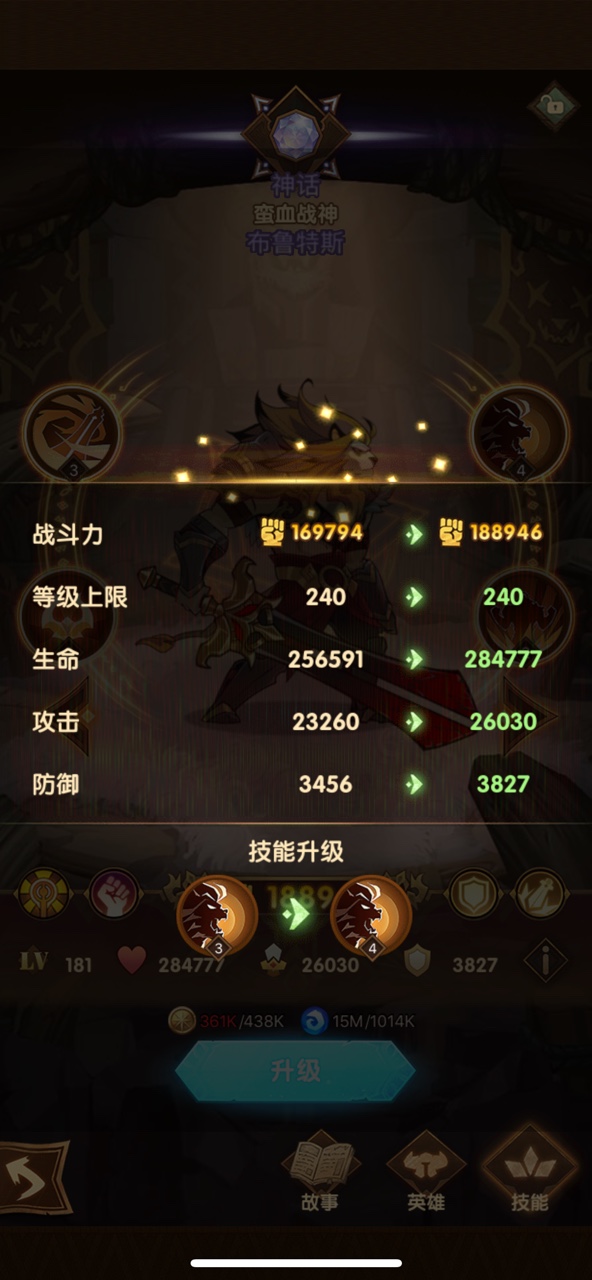 神话
蛮血战神
布鲁特斯
3
4
战斗力 169794 188946
等级上限 240 240
生命 256591 284777
攻击 23260 26030
防御 3456 3827
技能升级
3 4
LV 181 284777 26030 3827
361K/438K 15M/1014K
升级
故事 英雄 技能